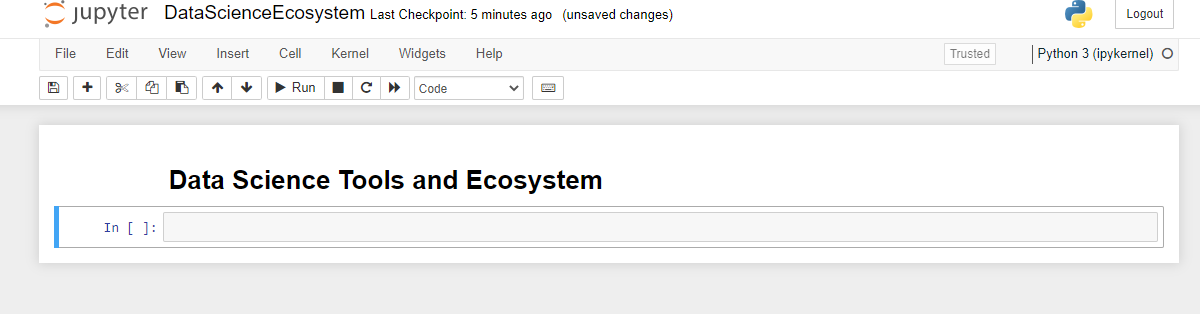 jupyter DataScienceEcosystem Last Checkpoint: 5 minutes ago (unsaved changes) Logout
File Edit View Insert Cell Kernel Widgets Help Trusted Python 3 (ipykernel)
Run Code
Data Science Tools and Ecosystem
In [ ]: